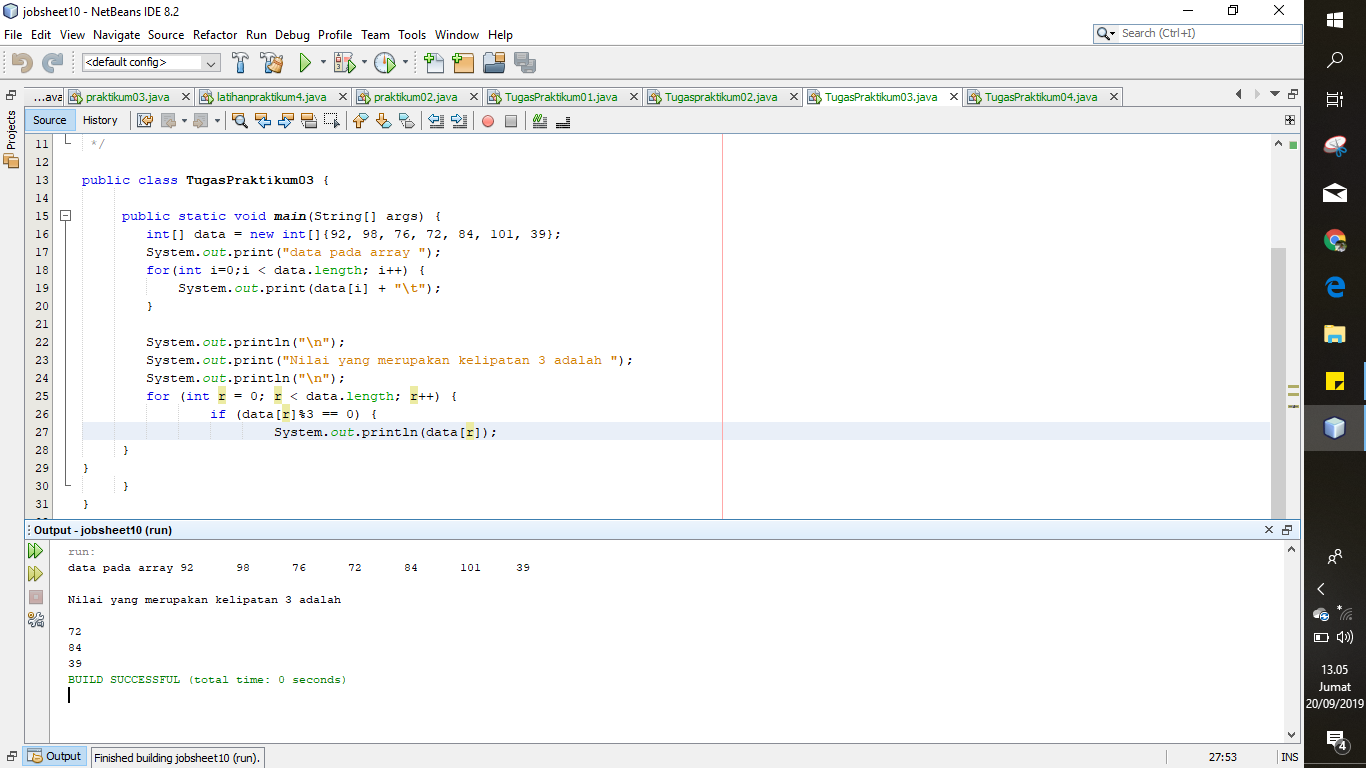 jobsheet10 - NetBeans IDE 8.2
File Edit View Navigate Source Refactor Run Debug Profile Team Tools Window Help
Search (Ctrl+I)
<default config>
...ava praktikum03.java latihanpraktikum4.java praktikum02.java TugasPraktikum01.java Tugaspraktikum02.java TugasPraktikum03.java TugasPraktikum04.java
Projects
Source History
11 */
12
13 public class TugasPraktikum03 {
14
15 public static void main(String[] args) {
16 int[] data = new int[]{92, 98, 76, 72, 84, 101, 39};
17 System.out.print("data pada array ");
18 for(int i=0;i < data.length; i++) {
19 System.out.print(data[i] + "\t");
20 }
21
22 System.out.println("\n");
23 System.out.print("Nilai yang merupakan kelipatan 3 adalah ");
24 System.out.println("\n");
25 for (int r = 0; r < data.length; r++) {
26 if (data[r]%3 == 0) {
27 System.out.println(data[r]);
28 }
29 }
30 }
31 }
Output - jobsheet10 (run)
run:
data pada array 92 98 76 72 84 101 39
Nilai yang merupakan kelipatan 3 adalah
72
84
39
BUILD SUCCESSFUL (total time: 0 seconds)
Output
Finished building jobsheet10 (run).
27:53
INS
13.05
Jumat
20/09/2019
4